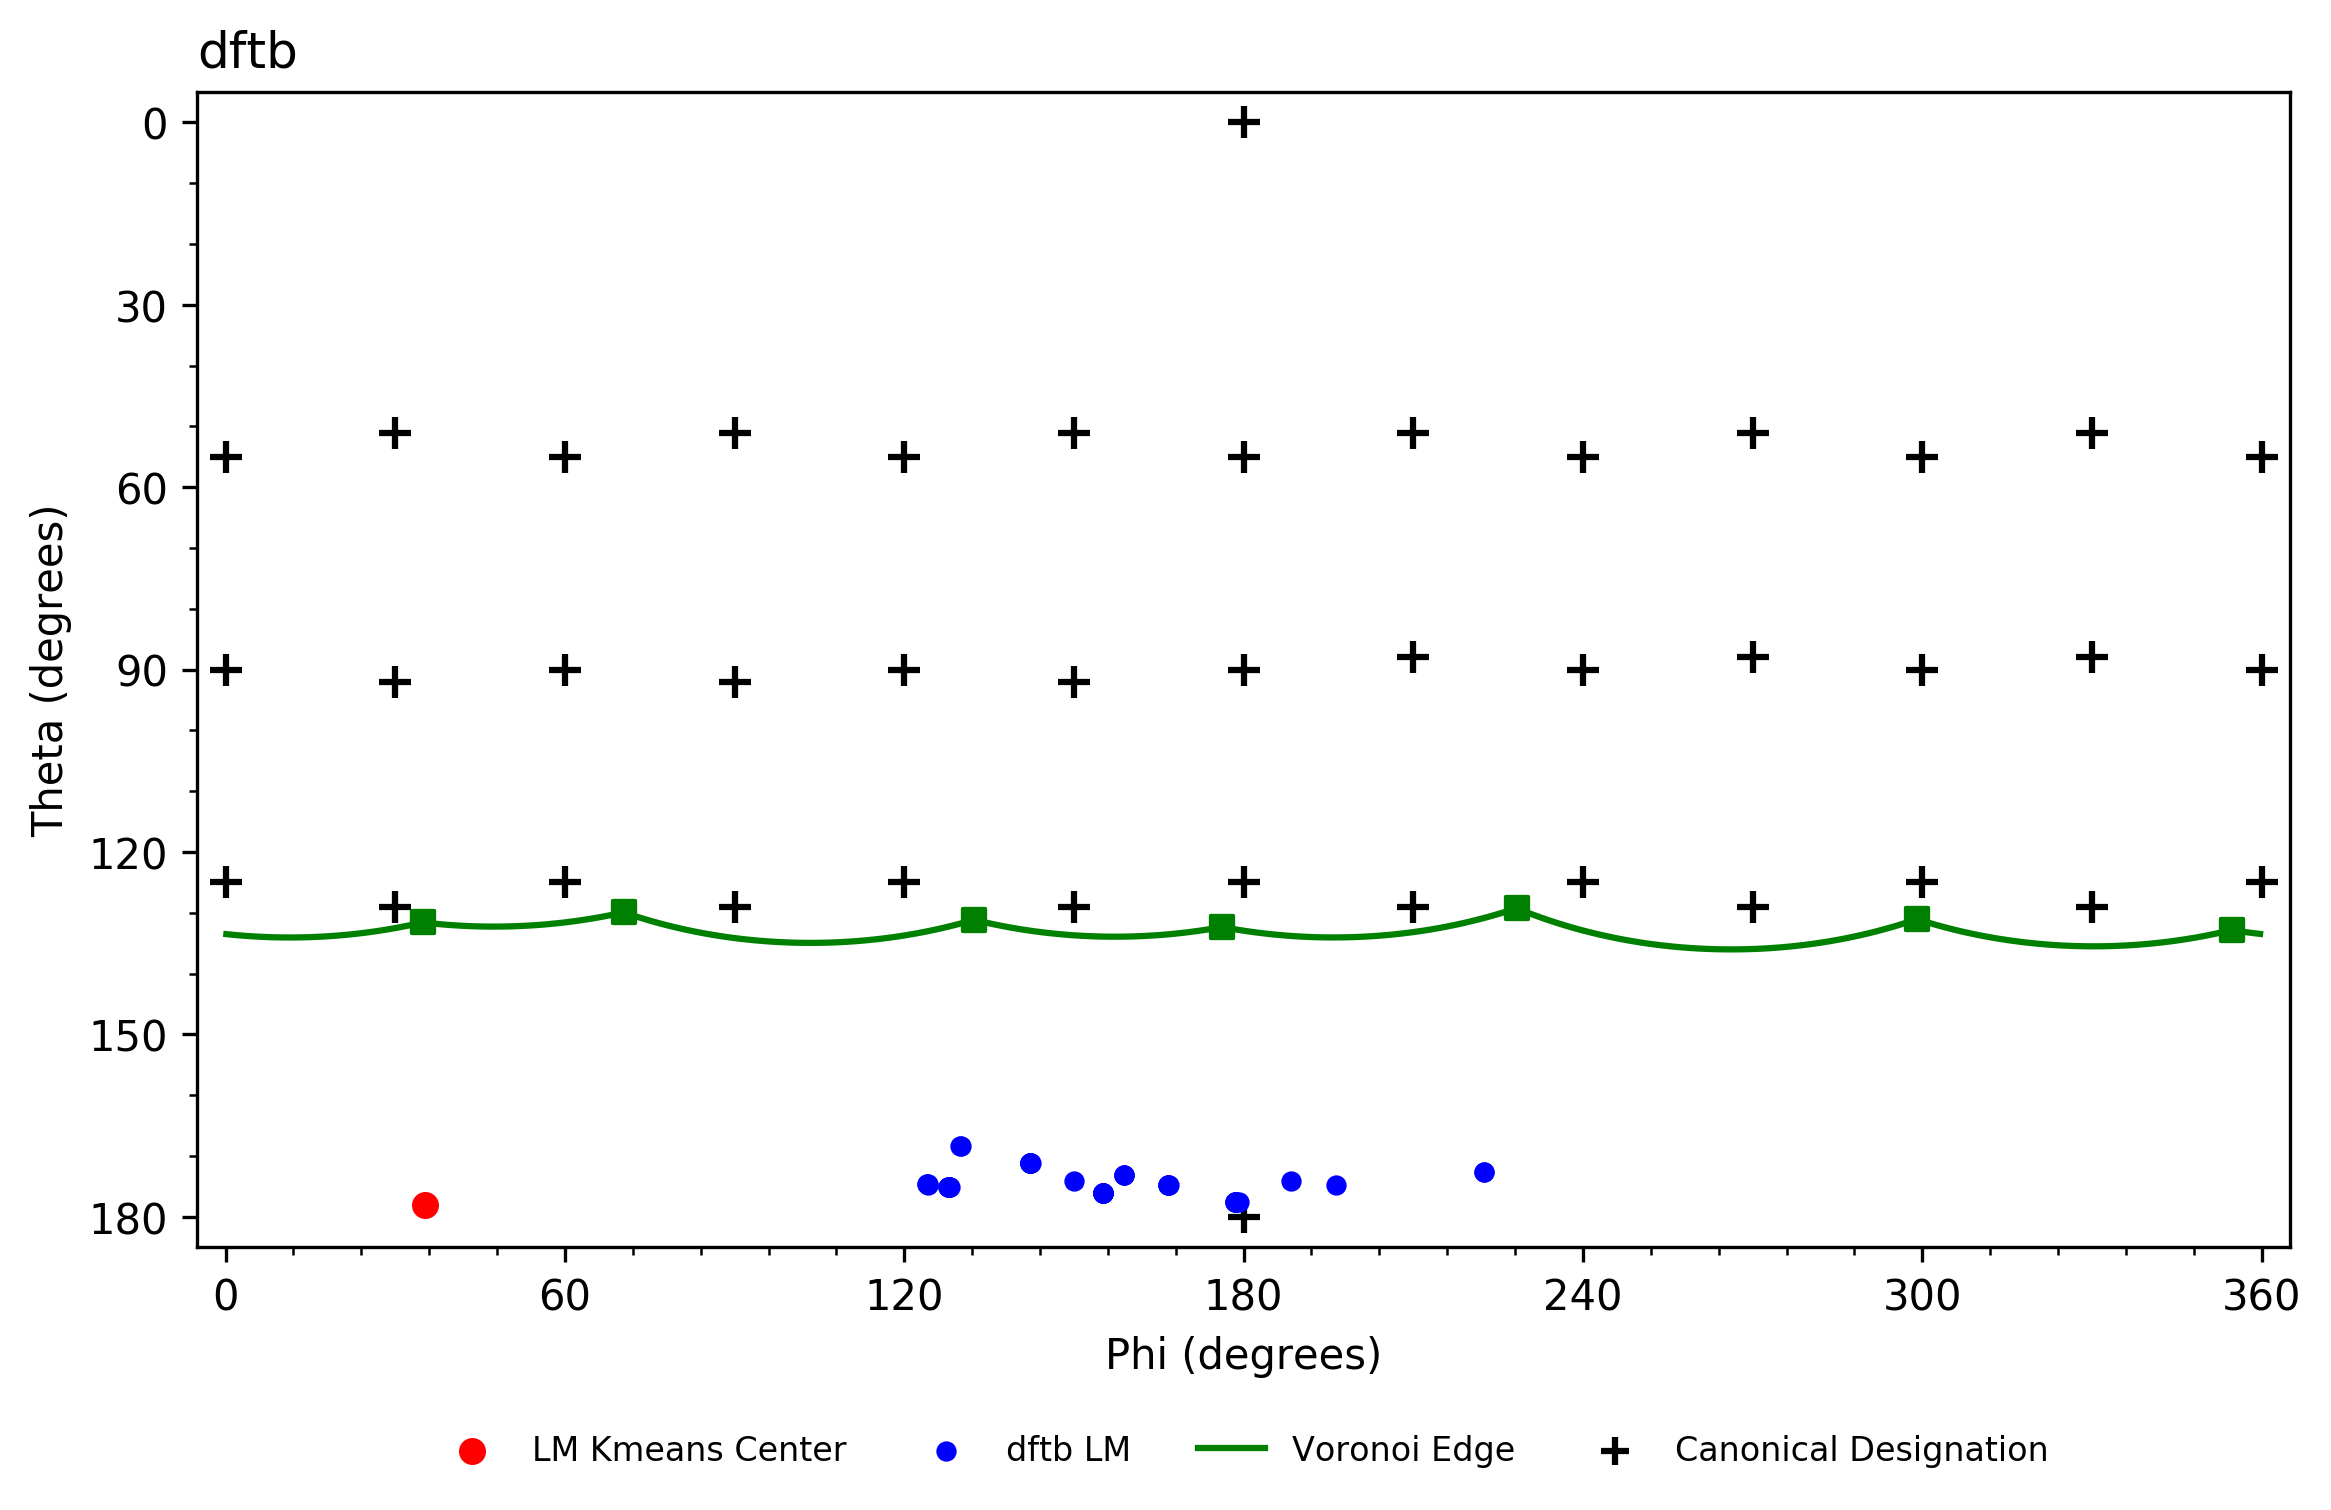 dftb
0
30
60
90
120
150
180
Theta (degrees)
0 60 120 180 240 300 360
Phi (degrees)
LM Kmeans Center dftb LM Voronoi Edge Canonical Designation